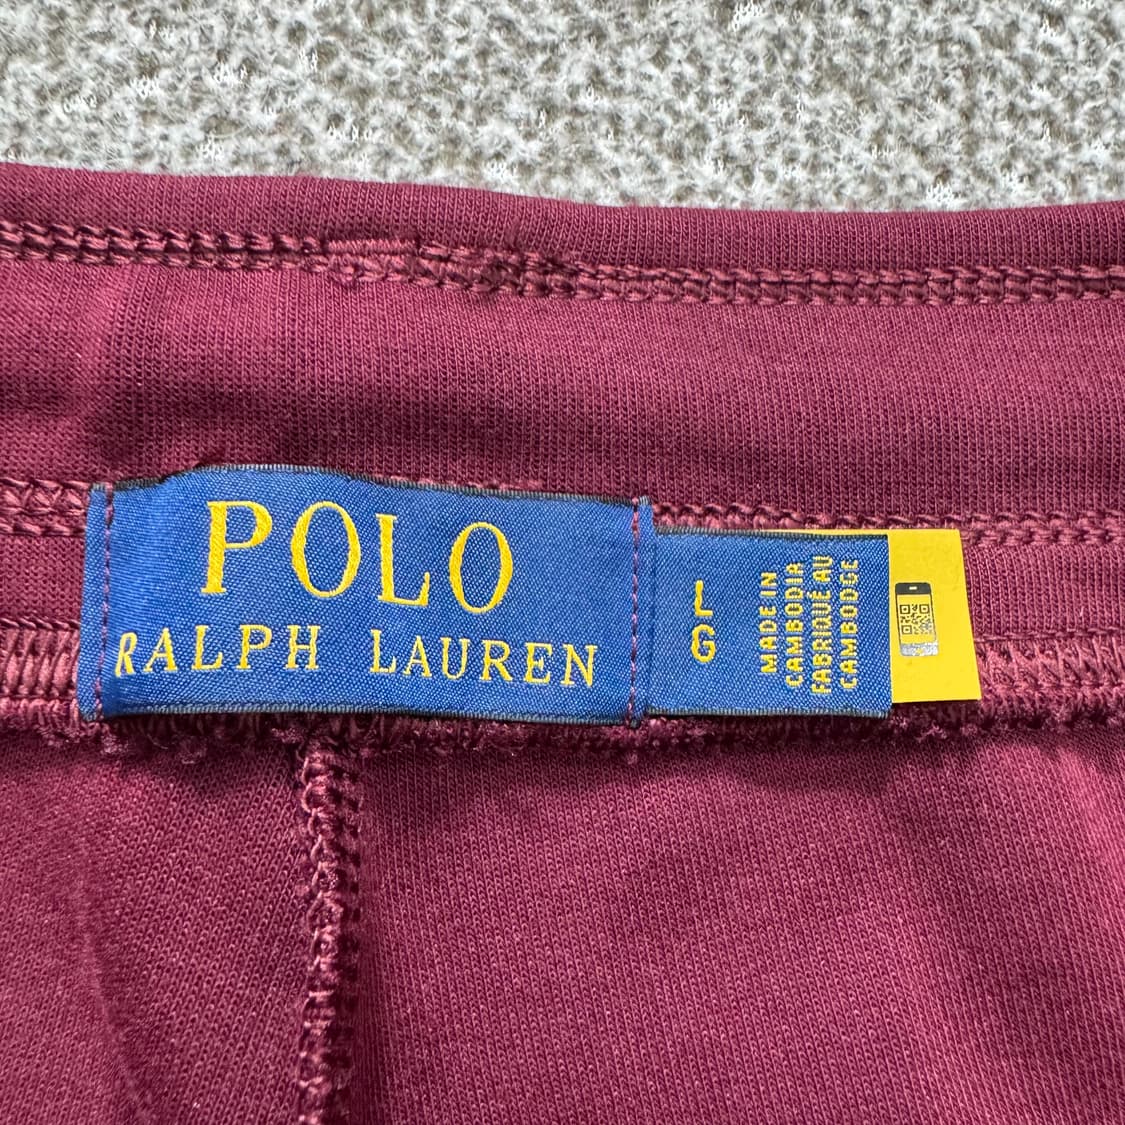 POLO
RALPH LAUREN
L
G
MADE IN
CAMBODIA
FABRIQUÉ AU
CAMBODGE